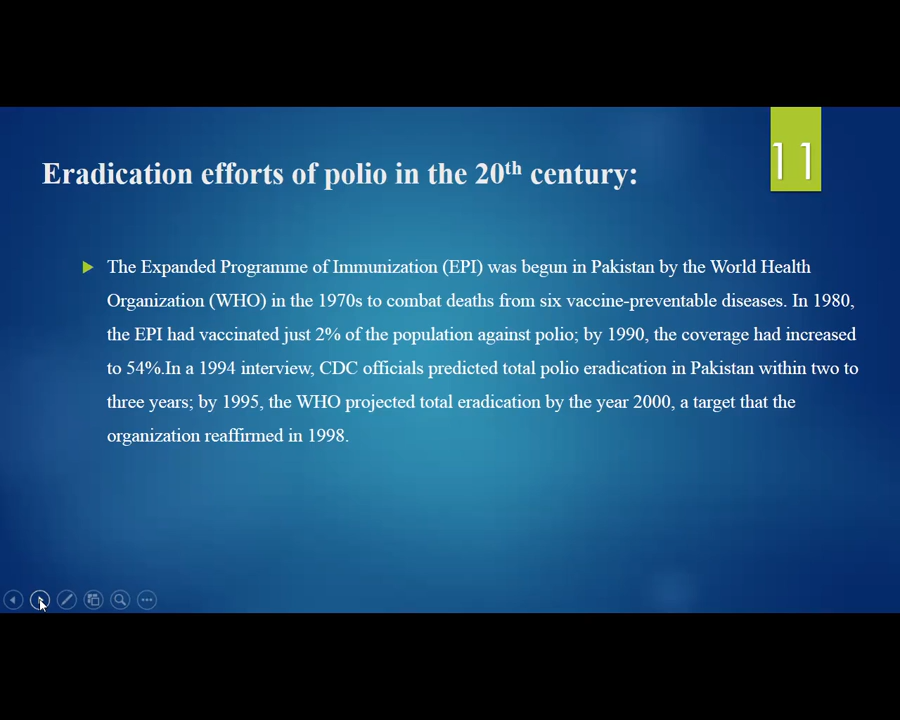 Eradication efforts of polio in the 20th century:
11
The Expanded Programme of Immunization (EPI) was begun in Pakistan by the World Health
Organization (WHO) in the 1970s to combat deaths from six vaccine-preventable diseases. In 1980,
the EPI had vaccinated just 2% of the population against polio; by 1990, the coverage had increased
to 54%.In a 1994 interview, CDC officials predicted total polio eradication in Pakistan within two to
three years; by 1995, the WHO projected total eradication by the year 2000, a target that the
organization reaffirmed in 1998.